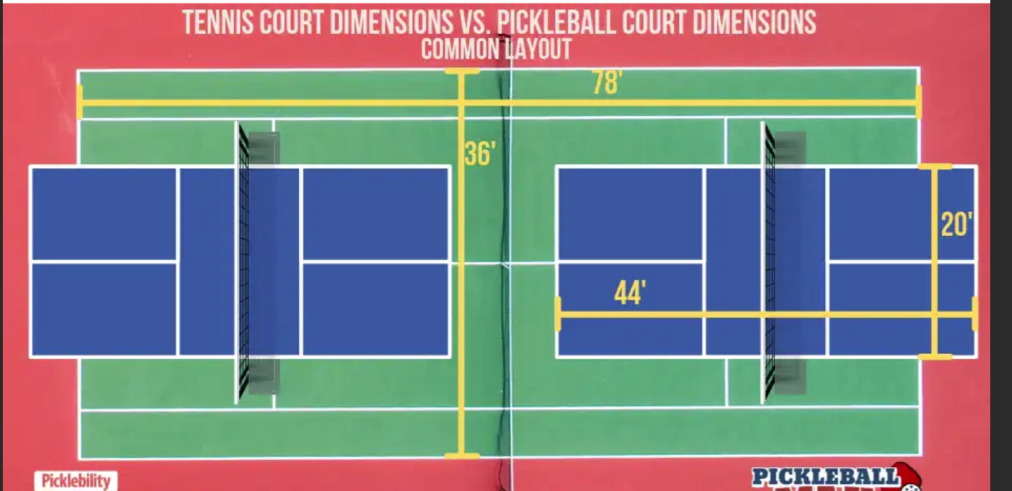 TENNIS COURT DIMENSIONS VS. PICKLEBALL COURT DIMENSIONS
COMMON LAYOUT
78'
36'
20'
44'
Picklebility
PICKLEBALL